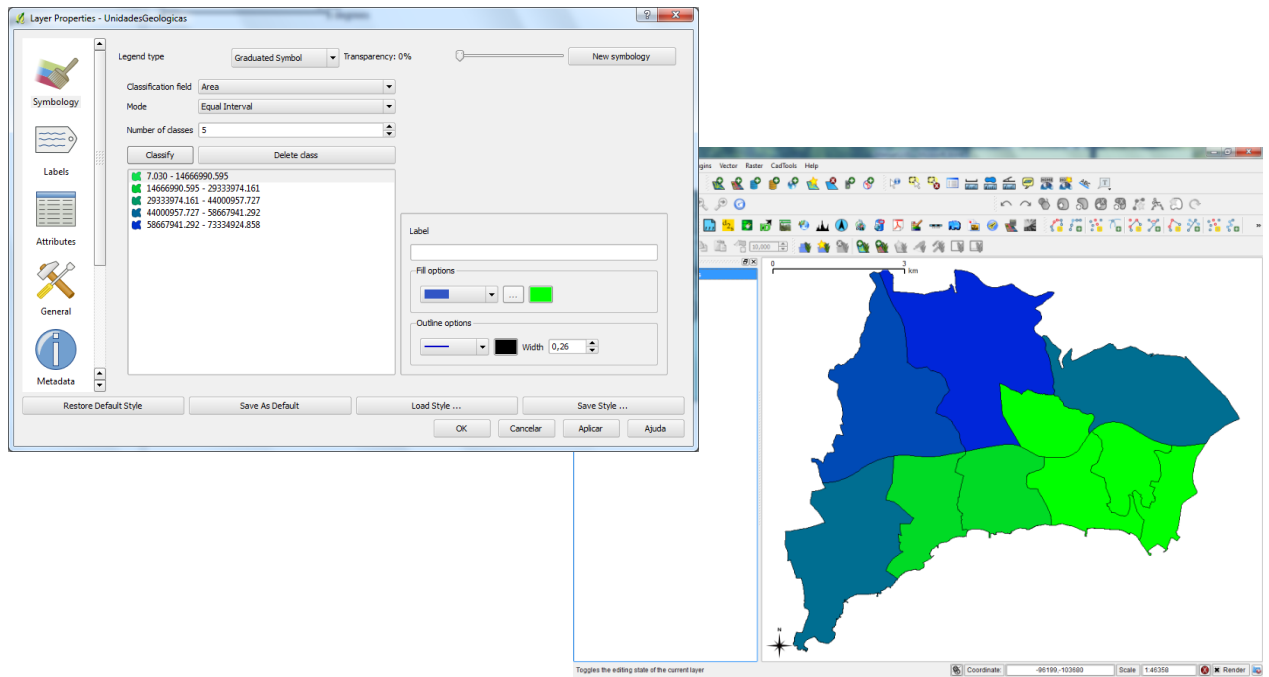 Layer Properties - UnidadesGeologicas
Legend type
Graduated Symbol
Transparency: 0%
New symbology
Classification field
Area
Mode
Equal Interval
Number of classes
5
Classify
Delete class
7.030 - 14666990.595
14666990.595 - 29333974.161
29333974.161 - 44000957.727
44000957.727 - 58667941.292
58667941.292 - 73334924.858
Symbology
Labels
Attributes
General
Metadata
Label
Fill options
...
Outline options
Width
0,26
Restore Default Style
Save As Default
Load Style ...
Save Style ...
OK
Cancelar
Aplicar
Ajuda
Vector Raster CadTools Help
10,000
0
3
km
N
Toggles the editing state of the current layer
Coordinate:
-96199,-103680
Scale
1:46358
Render